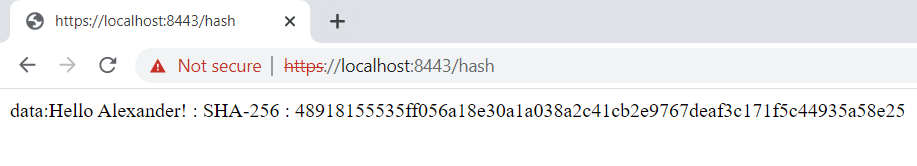 https://localhost:8443/hash
Not secure | https://localhost:8443/hash
data:Hello Alexander! : SHA-256 : 48918155535ff056a18e30a1a038a2c41cb2e9767deaf3c171f5c44935a58e25